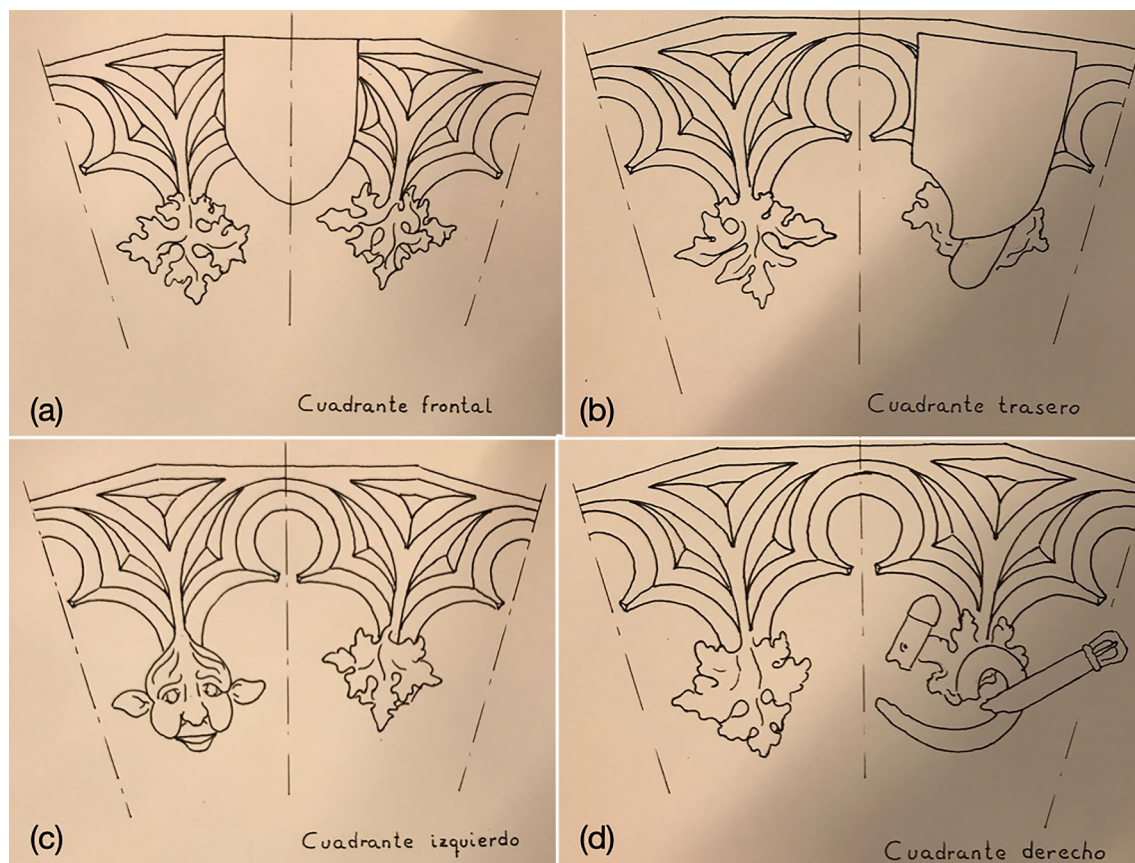 (a) Cuadrante frontal
(b) Cuadrante trasero
(c) Cuadrante izquierdo
(d) Cuadrante derecho